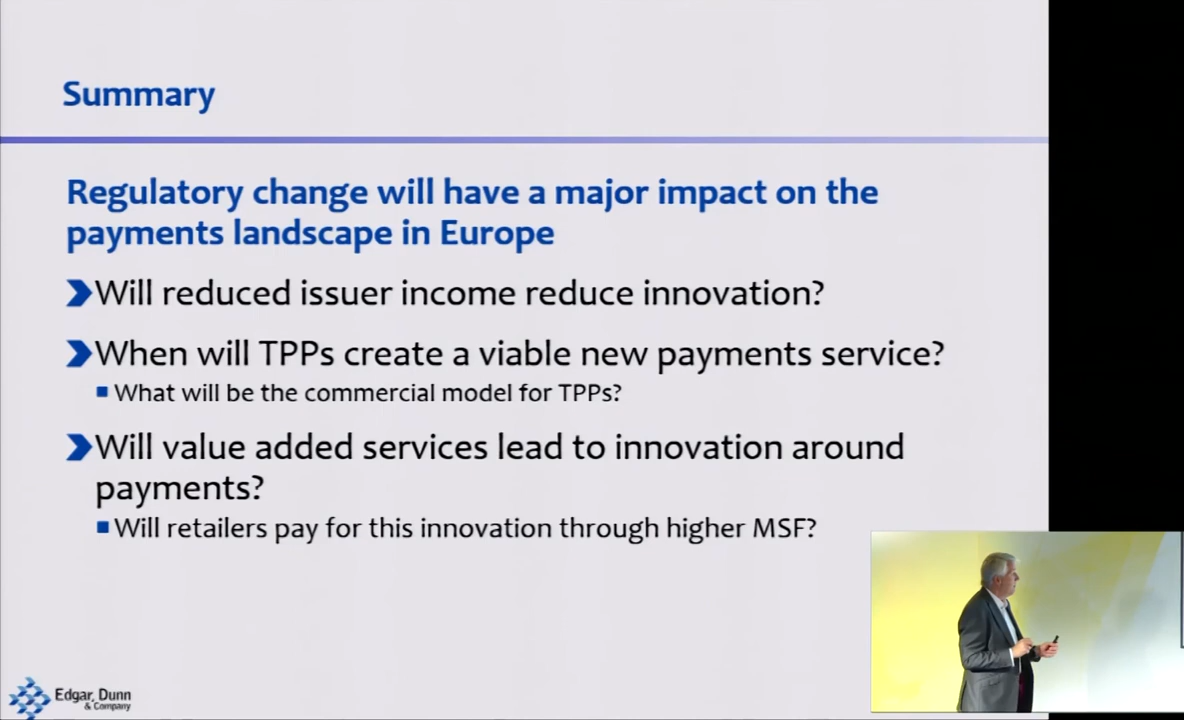 Summary
Regulatory change will have a major impact on the
payments landscape in Europe
Will reduced issuer income reduce innovation?
When will TPPs create a viable new payments service?
What will be the commercial model for TPPs?
Will value added services lead to innovation around
payments?
Will retailers pay for this innovation through higher MSF?
Edgar, Dunn
& Company